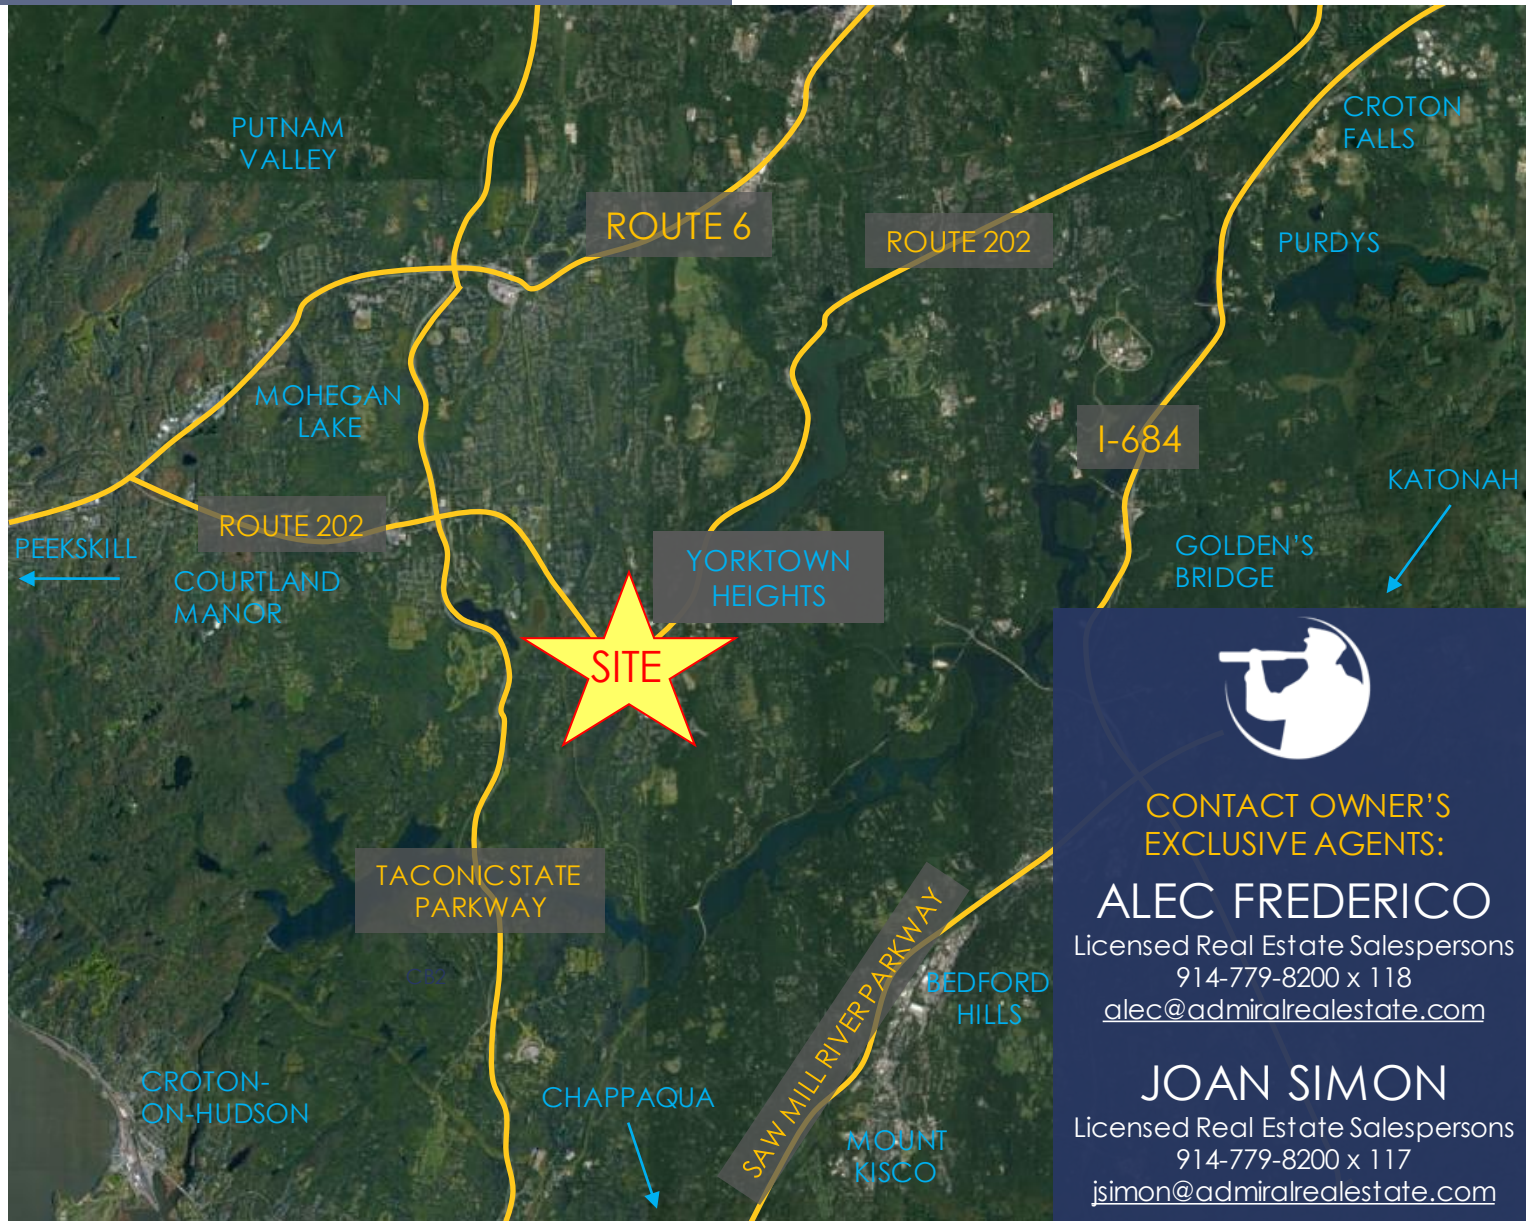 PUTNAM
VALLEY
CROTON
FALLS
ROUTE 6
ROUTE 202
PURDYS
MOHEGAN
LAKE
I-684
KATONAH
ROUTE 202
PEEKSKILL
COURTLAND
MANOR
YORKTOWN
HEIGHTS
GOLDEN'S
BRIDGE
SITE
TACONIC STATE
PARKWAY
SAW MILL RIVER PARKWAY
BEDFORD
HILLS
CROTON-
ON-HUDSON
CHAPPAQUA
MOUNT
KISCO
CONTACT OWNER'S
EXCLUSIVE AGENTS:
ALEC FREDERICO
Licensed Real Estate Salespersons
914-779-8200 x 118
alec@admiralrealestate.com
JOAN SIMON
Licensed Real Estate Salespersons
914-779-8200 x 117
jsimon@admiralrealestate.com